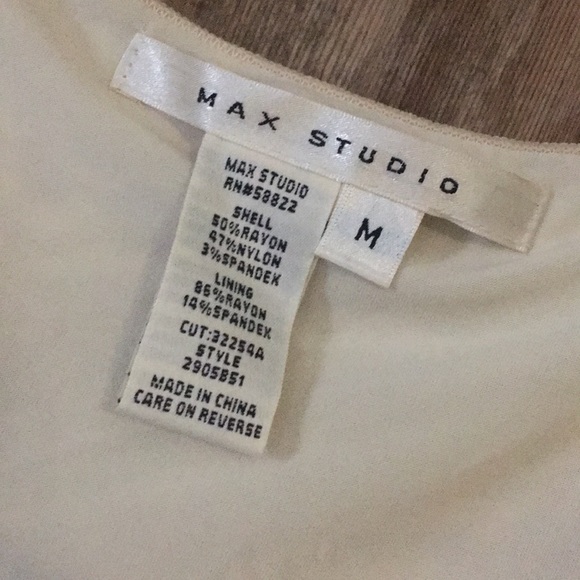 MAX STUDIO
M
MAX STUDIO
RN#58822
SHELL
50%RAYON
47%NYLON
3%SPANDEX
LINING
86%RAYON
14%SPANDEX
CUT:32254A
STYLE
2905B51
MADE IN CHINA
CARE ON REVERSE